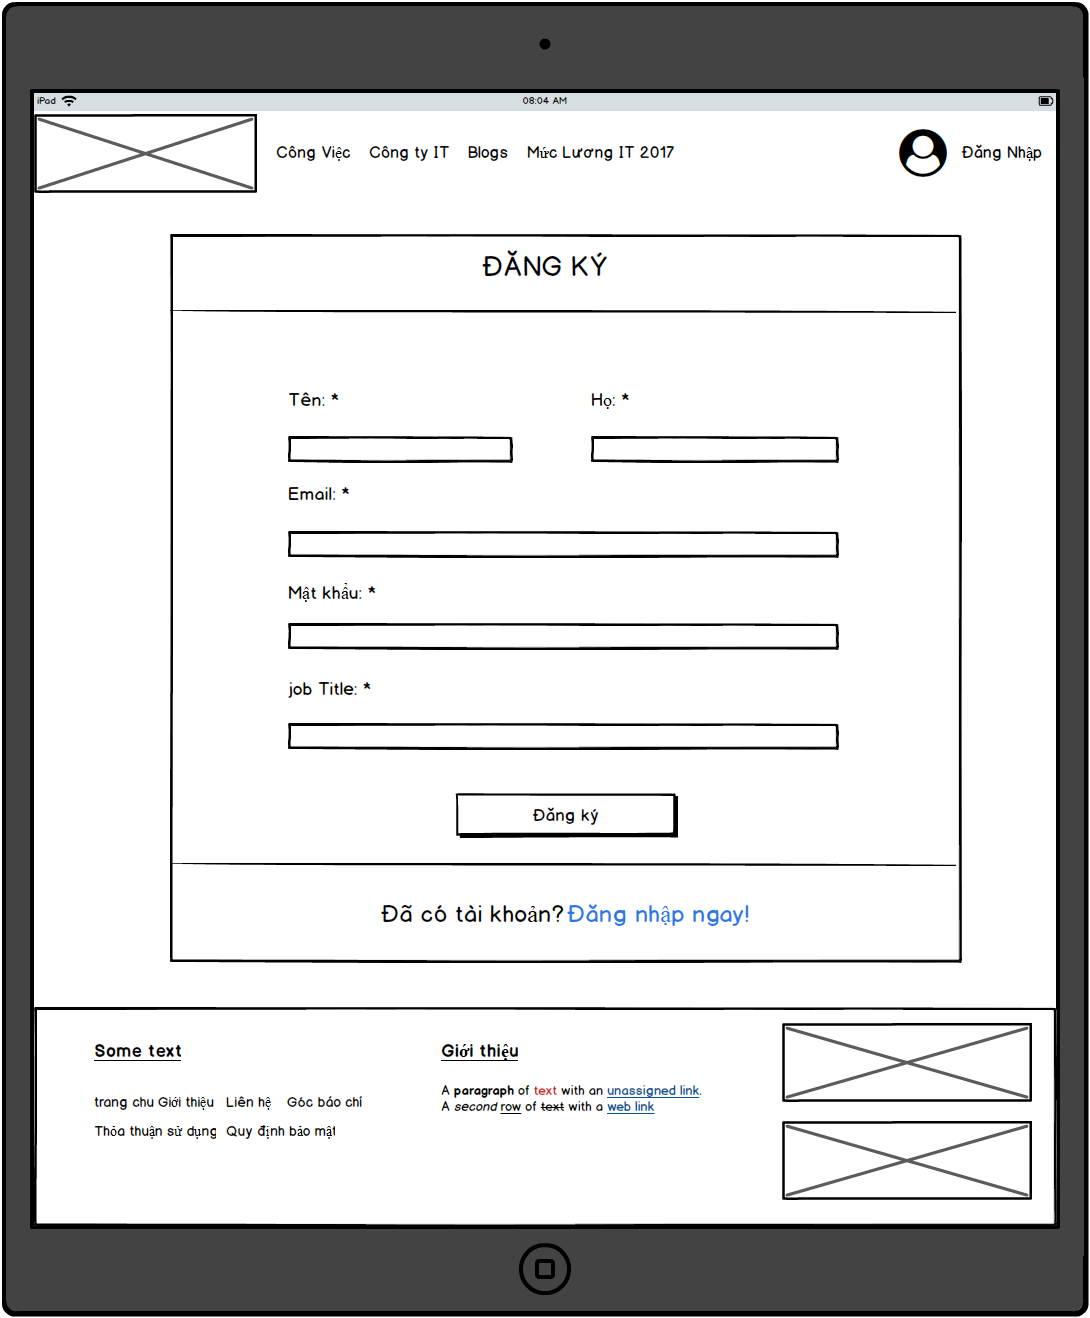 iPad 08:04 AM
Công Việc Công ty IT Blogs Mức Lương IT 2017 Đăng Nhập
ĐĂNG KÝ
Tên: * Họ: *
Email: *
Mật khẩu: *
job Title: *
Đăng ký
Đã có tài khoản? Đăng nhập ngay!
Some text Giới thiệu
trang chu Giới thiệu Liên hệ Góc báo chí
Thỏa thuận sử dụng Quy định bảo mật
A paragraph of text with an unassigned link.
A second row of text with a web link